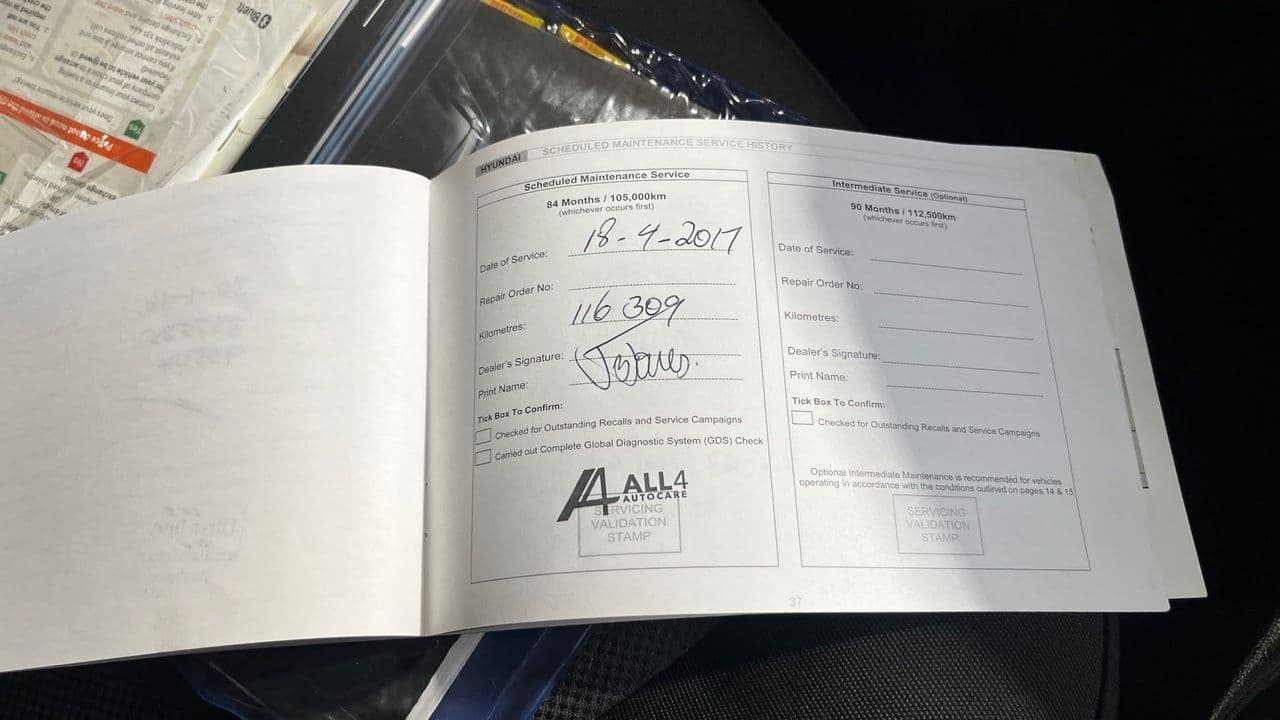 HYUNDAI SCHEDULED MAINTENANCE SERVICE HISTORY
Scheduled Maintenance Service
84 Months / 105,000km
(whichever occurs first)
Date of Service: 18-4-2017
Repair Order No:
Kilometres: 116 309
Dealer's Signature:
Print Name:
Tick Box To Confirm:
Checked for Outstanding Recalls and Service Campaigns
Carried out Complete Global Diagnostic System (GDS) Check
ALL4
AUTOCARE
SERVICING
VALIDATION
STAMP
Intermediate Service (Optional)
90 Months / 112,500km
(whichever occurs first)
Date of Service:
Repair Order No:
Kilometres:
Dealer's Signature:
Print Name:
Tick Box To Confirm:
Checked for Outstanding Recalls and Service Campaigns
Optional Intermediate Maintenance is recommended for vehicles
operating in accordance with the conditions outlined on pages 14 & 15
SERVICING
VALIDATION
STAMP
37
Yes
No